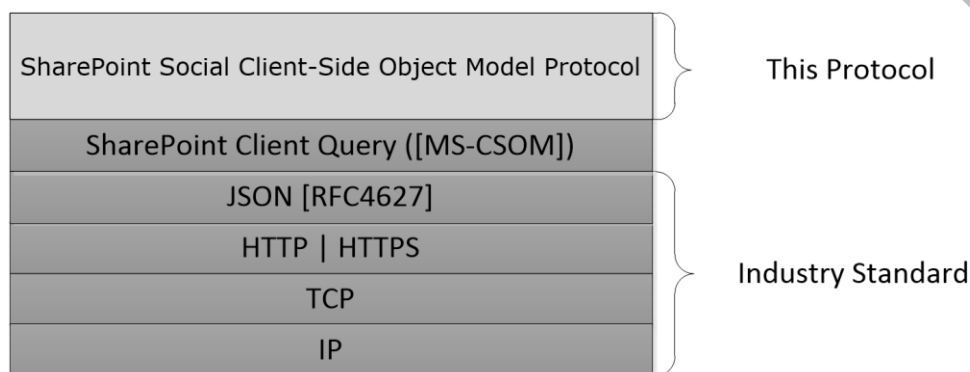 SharePoint Social Client-Side Object Model Protocol
This Protocol
SharePoint Client Query ([MS-CSOM])
JSON [RFC4627]
HTTP | HTTPS
Industry Standard
TCP
IP